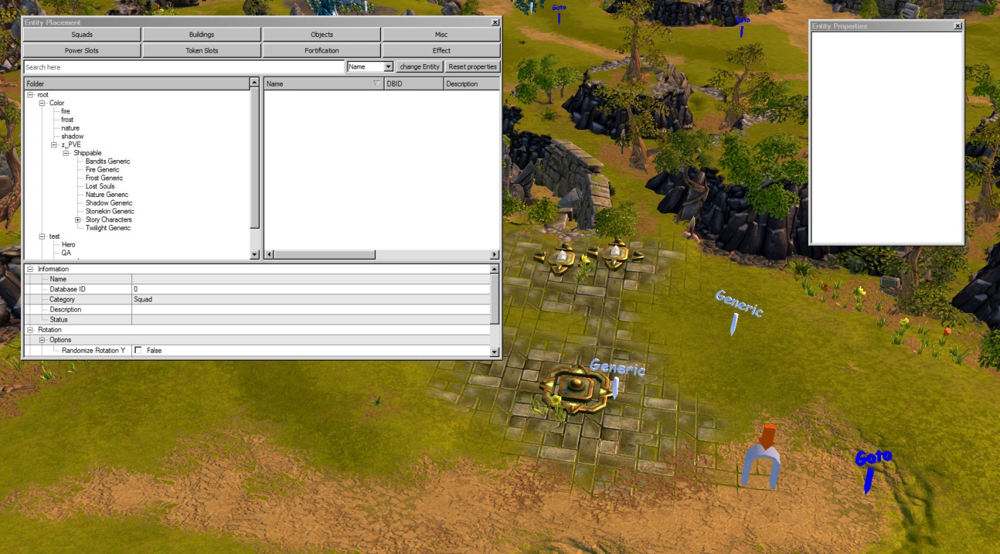 Goto
Goto
Entity Placement
Entity Properties
Squads Buildings Objects Misc
Power Slots Token Slots Fortification Effect
Search here Name change Entity Reset properties
Folder
Name DBID Description
root
Color
fire
frost
nature
shadow
z_PVE
Shippable
Bandits Generic
Fire Generic
Frost Generic
Lost Souls
Nature Generic
Shadow Generic
Stonekin Generic
Story Characters
Twilight Generic
test
Hero
QA
Information
Name
Database ID 0
Category Squad
Description
Status
Rotation
Options
Randomize Rotation Y False
Generic
Generic
Goto